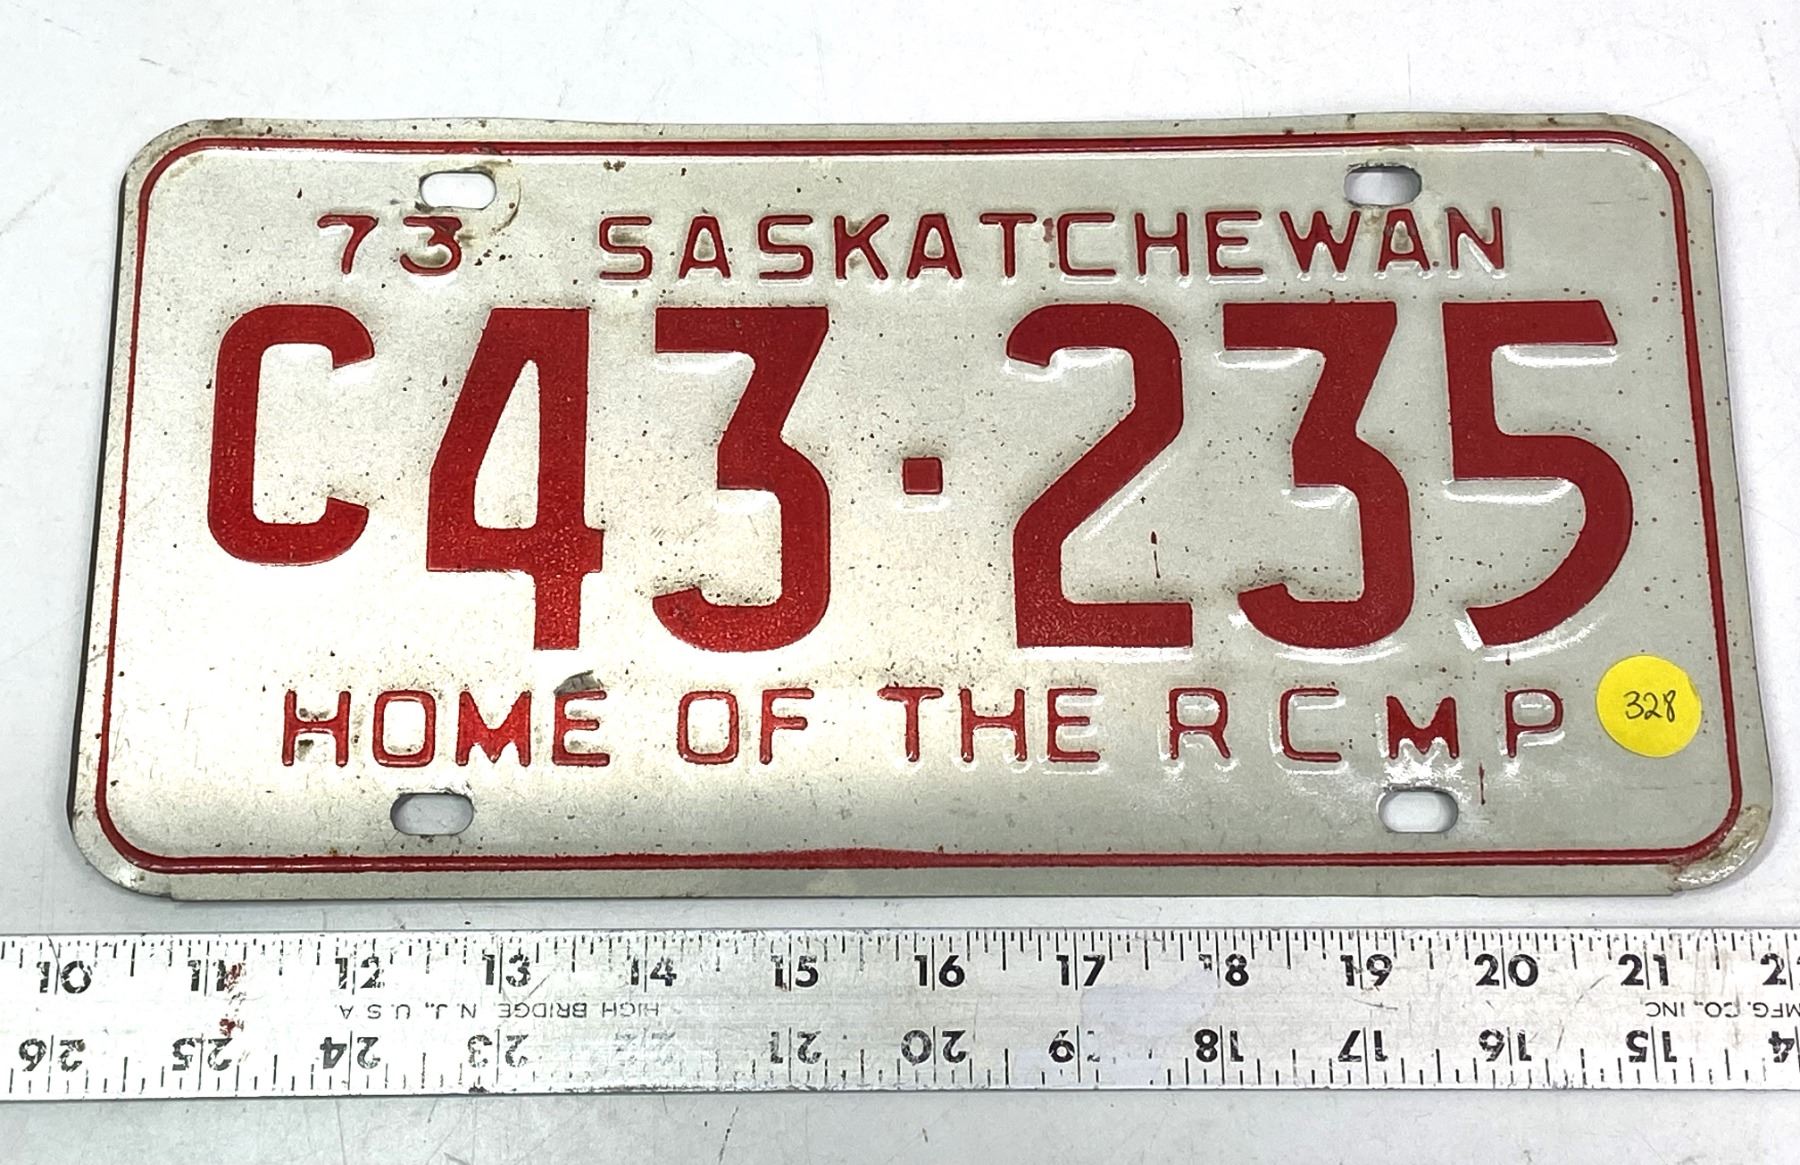 73 SASKATCHEWAN
C43·235
HOME OF THE RCMP
328
10 11 12 13 14 15 16 17 18 19 20 21
HIGH BRIDGE N.J., U.S.A
MFG. CO., INC
26 25 24 23 21 20 18 17 16 15